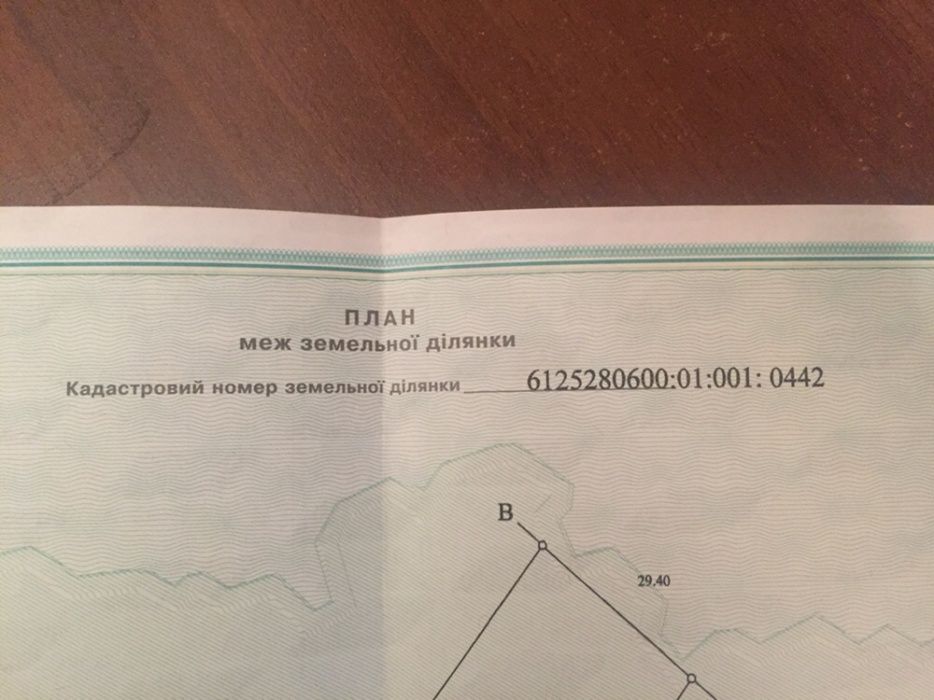 ПЛАН
меж земельної ділянки
Кадастровий номер земельної ділянки 6125280600:01:001: 0442
В
29.40